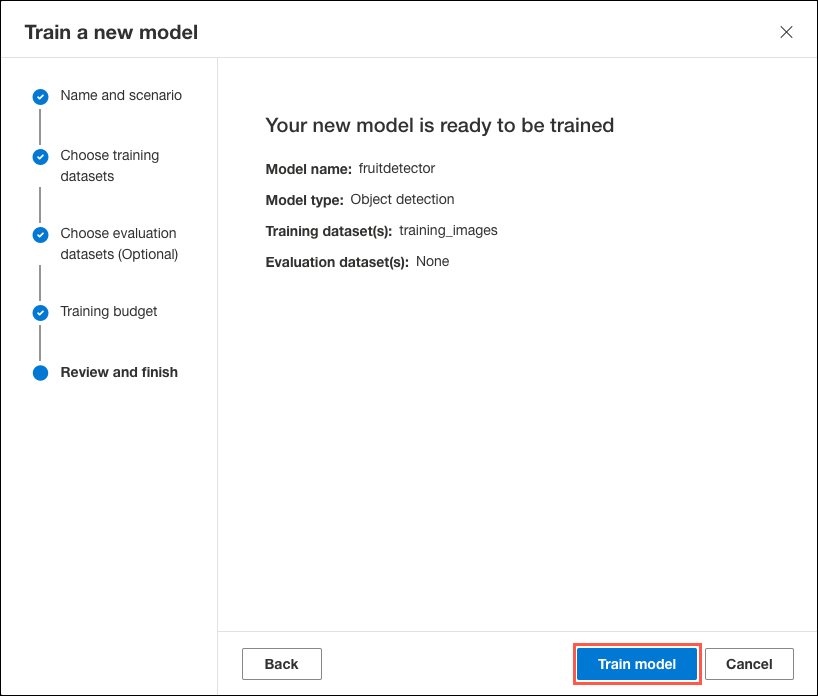 Train a new model
Name and scenario
Choose training
datasets
Choose evaluation
datasets (Optional)
Training budget
Review and finish
Your new model is ready to be trained
Model name: fruitdetector
Model type: Object detection
Training dataset(s): training_images
Evaluation dataset(s): None
Back
Train model
Cancel